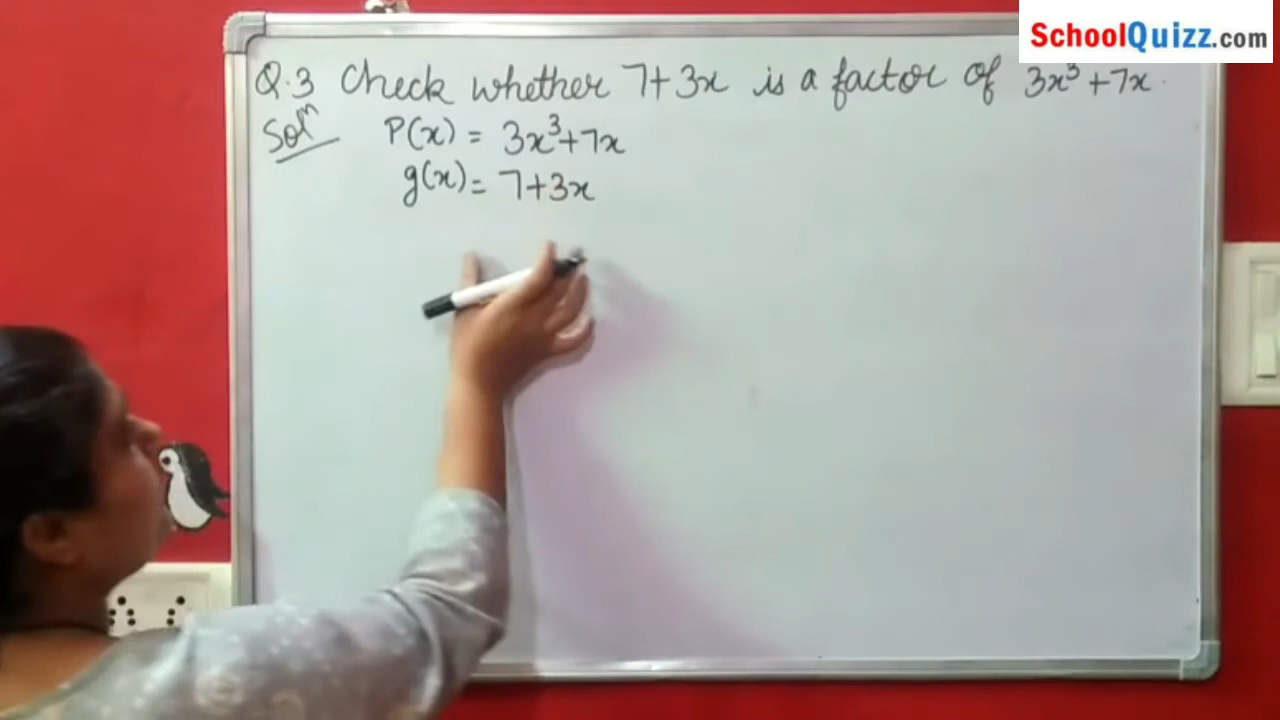 SchoolQuizz.com
Q.3 Check whether 7+3x is a factor of 3x³+7x.
Solⁿ P(x) = 3x³+7x
g(x) = 7+3x